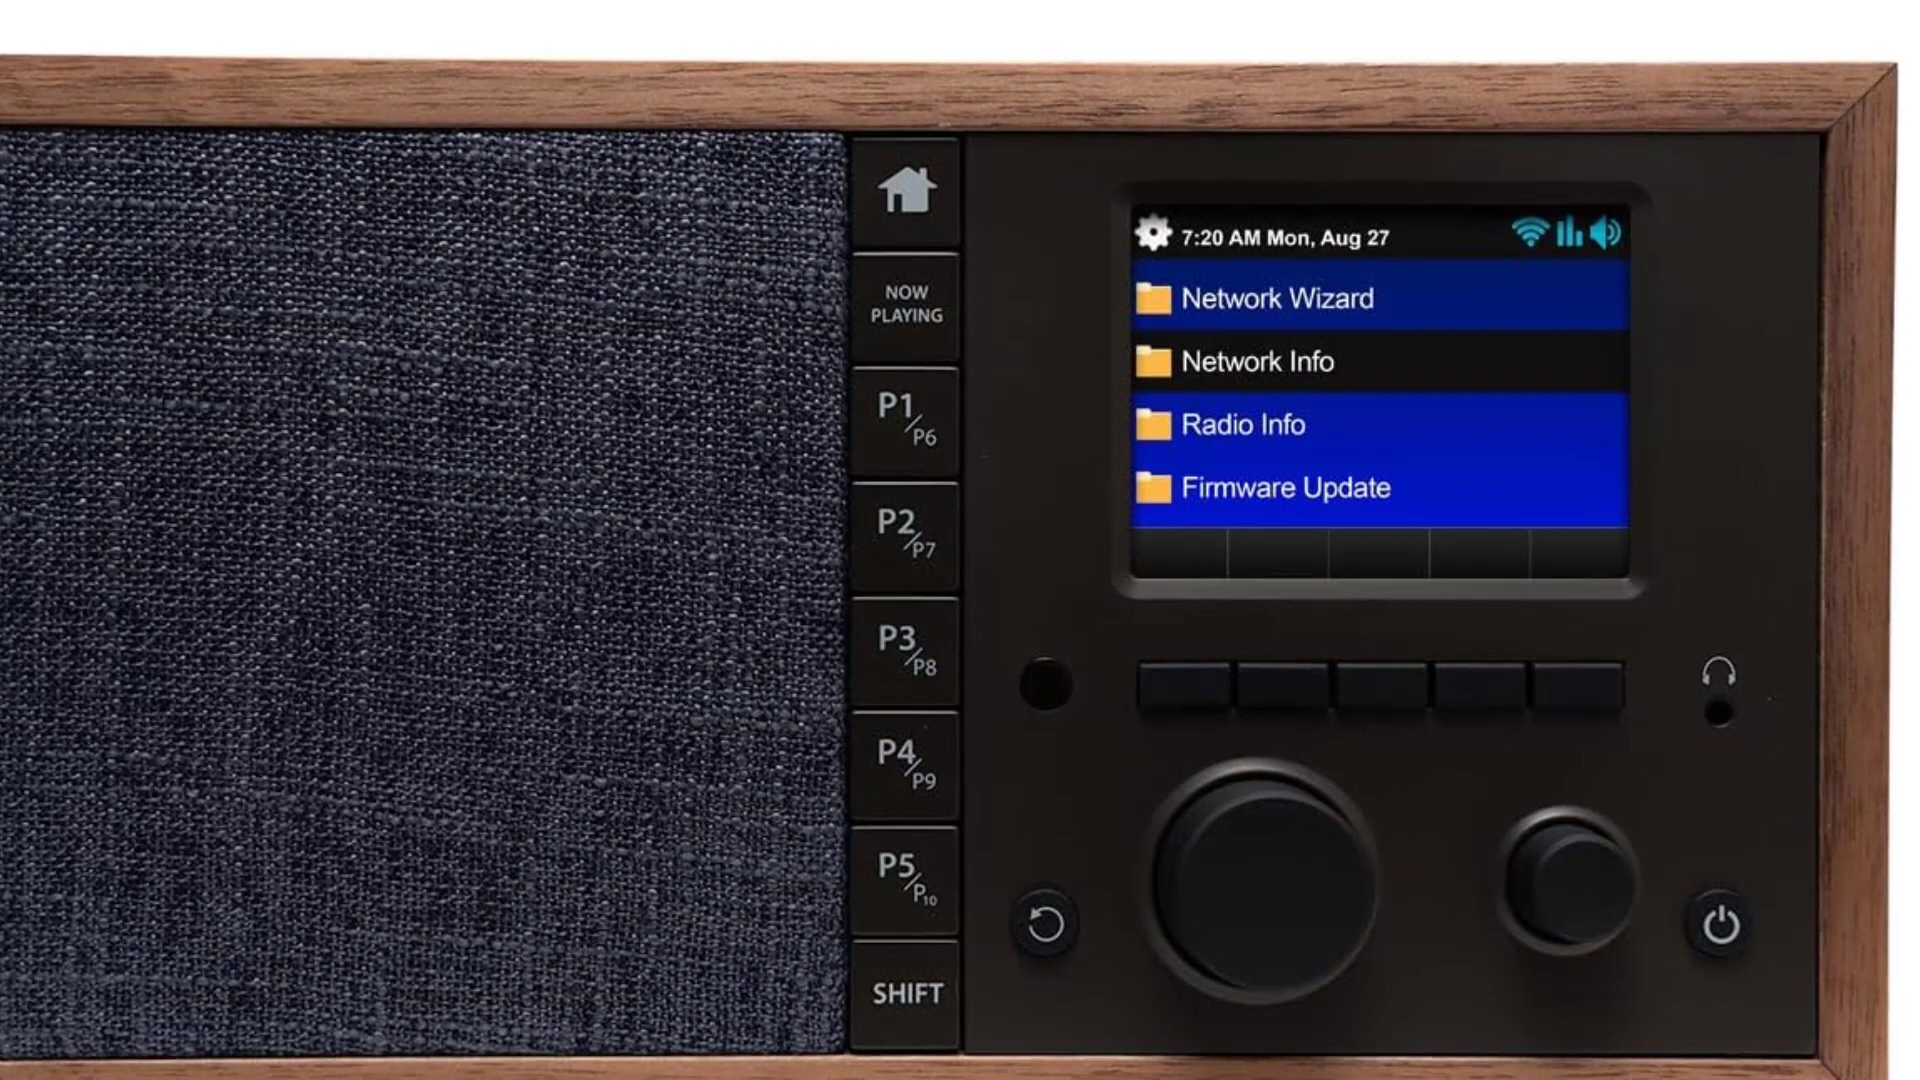 7:20 AM Mon, Aug 27
Network Wizard
Network Info
Radio Info
Firmware Update
NOW
PLAYING
P1/P6
P2/P7
P3/P8
P4/P9
P5/P10
SHIFT